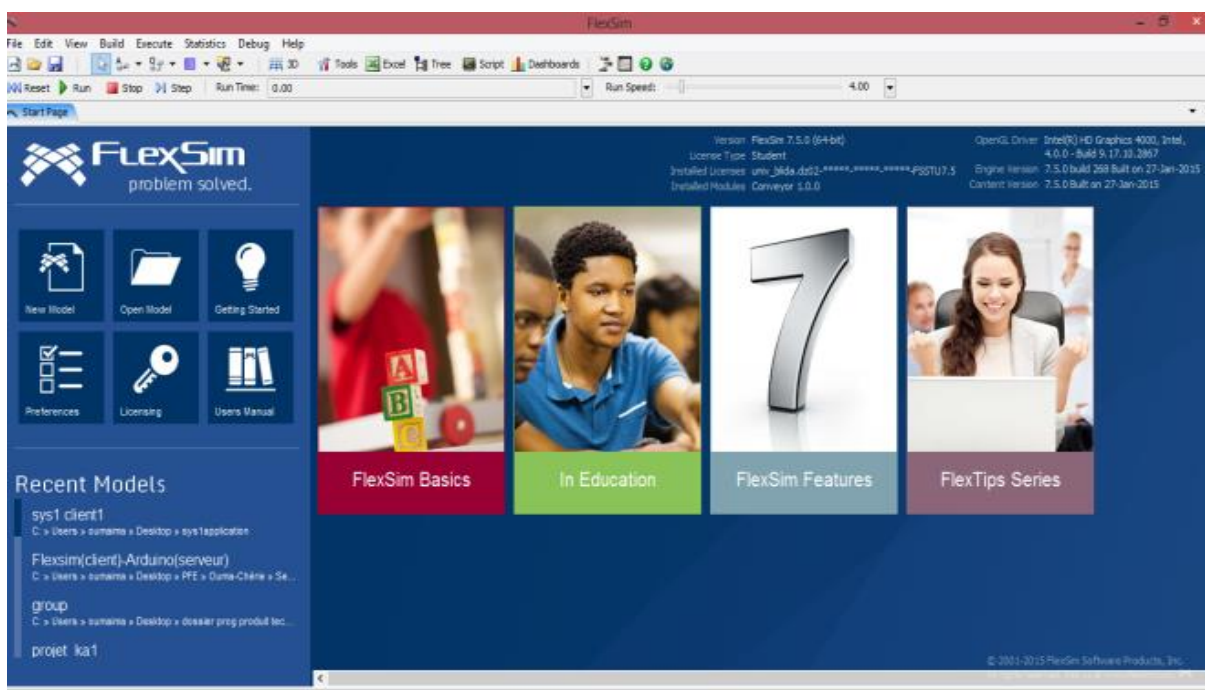 FlexSim
File Edit View Build Execute Statistics Debug Help
3D Tools Excel Tree Script Dashboards
Reset Run Stop Step Run Time: 0.00 Run Speed: 4.00
Start Page
FLEXSIM
problem solved.
Version FlexSim 7.5.0 (64-bit)
License Type Student
Installed Licenses univ_blida.dz02-*****-*****-*****-FSSTU7.5
Installed Modules Conveyor 1.0.0
OpenGL Driver Intel(R) HD Graphics 4000, Intel,
4.0.0 - Build 9.17.10.2867
Engine Version 7.5.0 build 268 Built on 27-Jan-2015
Content Version 7.5.0 Built on 27-Jan-2015
New Model Open Model Getting Started
Preferences Licensing Users Manual
A
B
C
7
FlexSim Basics In Education FlexSim Features FlexTips Series
Recent Models
sys1 client1
C: » Users » oumaima » Desktop » sys1application
Flexsim(client)-Arduino(serveur)
C: » Users » oumaima » Desktop » PFE » Ouma-Chérie » Se...
group
C: » Users » oumaima » Desktop » dossier prog produit tec...
projet ka1
© 2001-2015 FlexSim Software Products, Inc.